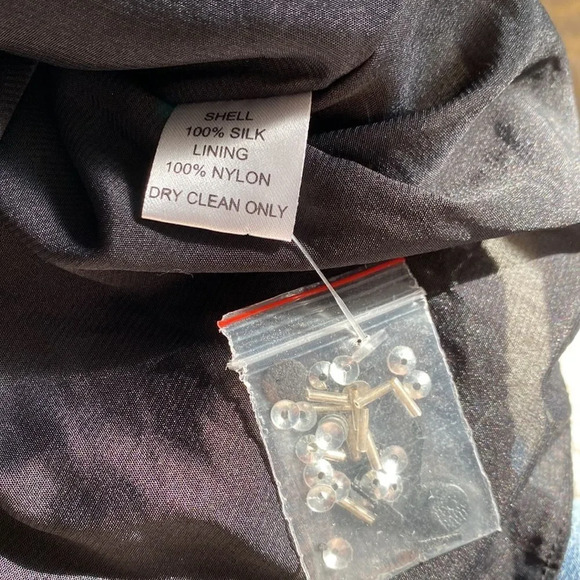 SHELL
100% SILK
LINING
100% NYLON
DRY CLEAN ONLY